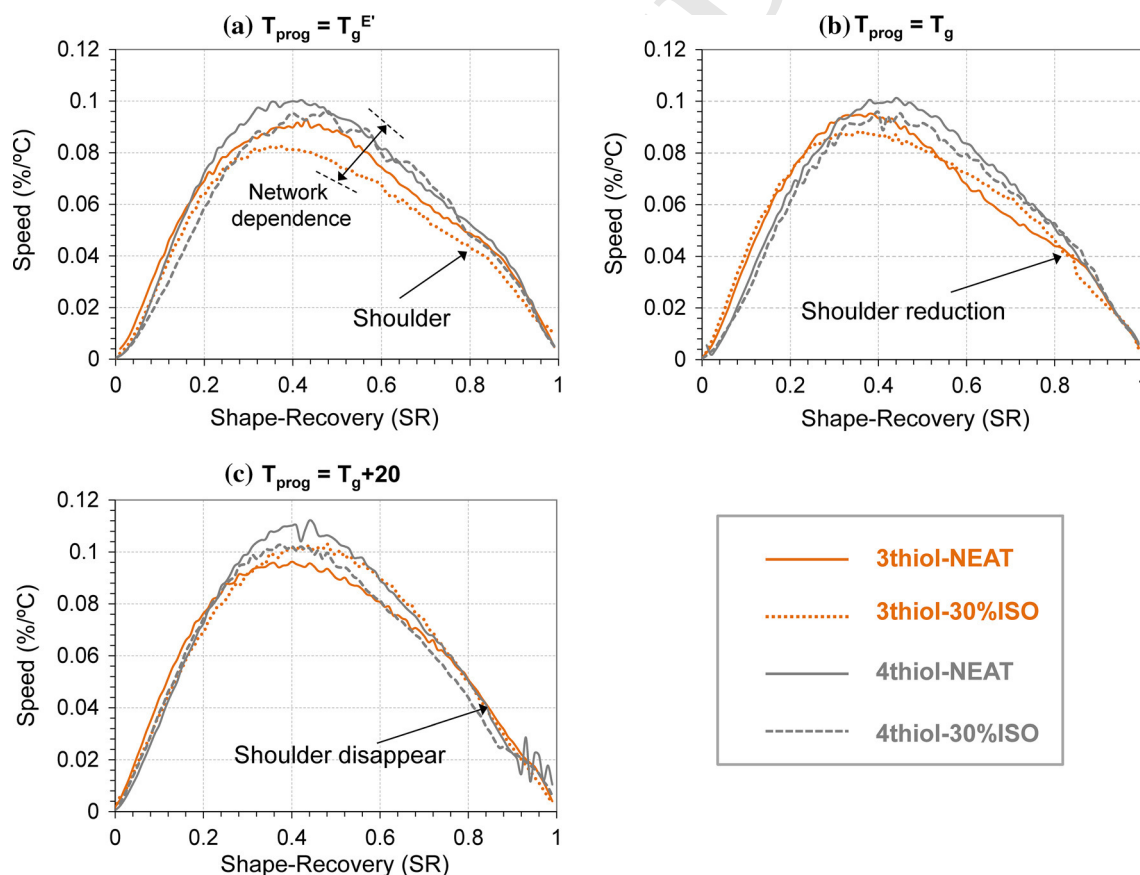 (a) T_prog = T_g^E'
0.12
0.1
0.08
0.06
0.04
0.02
0
Speed (%/ºC)
Network
dependence
Shoulder
0 0.2 0.4 0.6 0.8 1
Shape-Recovery (SR)
(b) T_prog = T_g
0.12
0.1
0.08
0.06
0.04
0.02
0
Speed (%/ºC)
Shoulder reduction
0 0.2 0.4 0.6 0.8 1
Shape-Recovery (SR)
(c) T_prog = T_g+20
0.12
0.1
0.08
0.06
0.04
0.02
0
Speed (%/ºC)
Shoulder disappear
0 0.2 0.4 0.6 0.8 1
Shape-Recovery (SR)
3thiol-NEAT
3thiol-30%ISO
4thiol-NEAT
4thiol-30%ISO